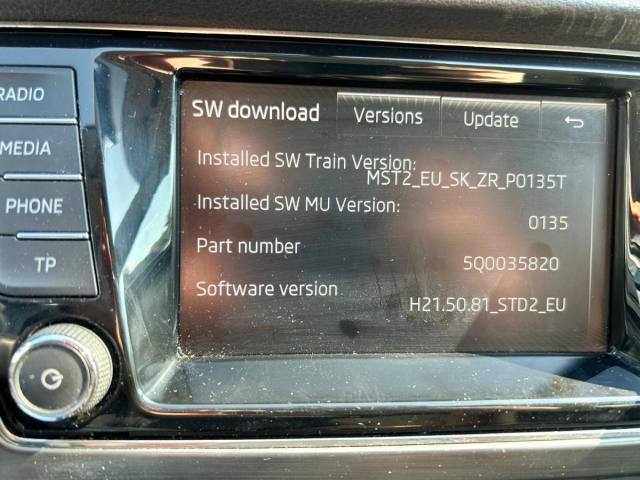 RADIO
MEDIA
PHONE
TP
SW download Versions Update
Installed SW Train Version:
MST2_EU_SK_ZR_P0135T
Installed SW MU Version:
0135
Part number
5Q0035820
Software version
H21.50.81_STD2_EU